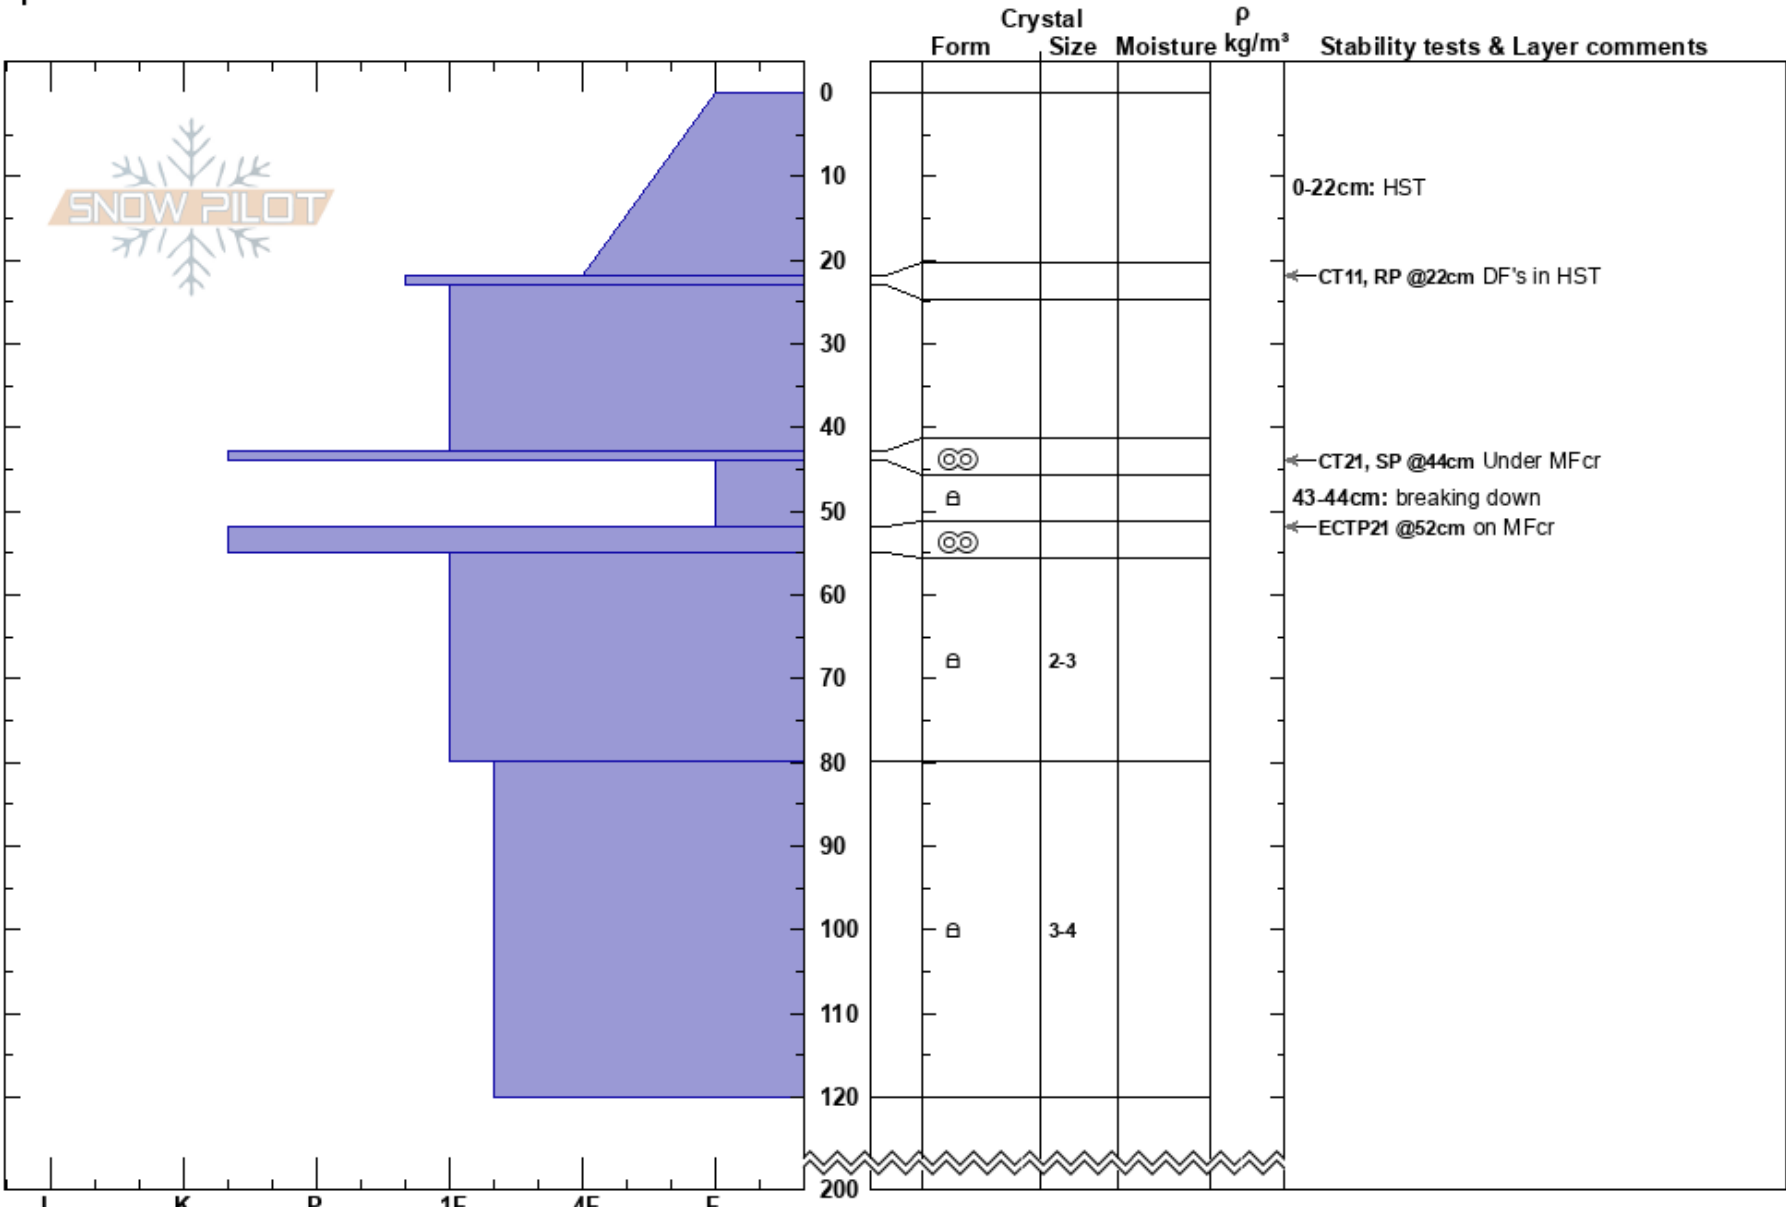 Crystal ρ
Form Size Moisture kg/m³ Stability tests & Layer comments
0
SNOW PILOT
10
0-22cm: HST
20
CT11, RP @22cm DF's in HST
30
40
CT21, SP @44cm Under MFcr
43-44cm: breaking down
50
ECTP21 @52cm on MFcr
60
2-3
70
80
90
100 3-4
110
120
200
I K P 1F 4F F